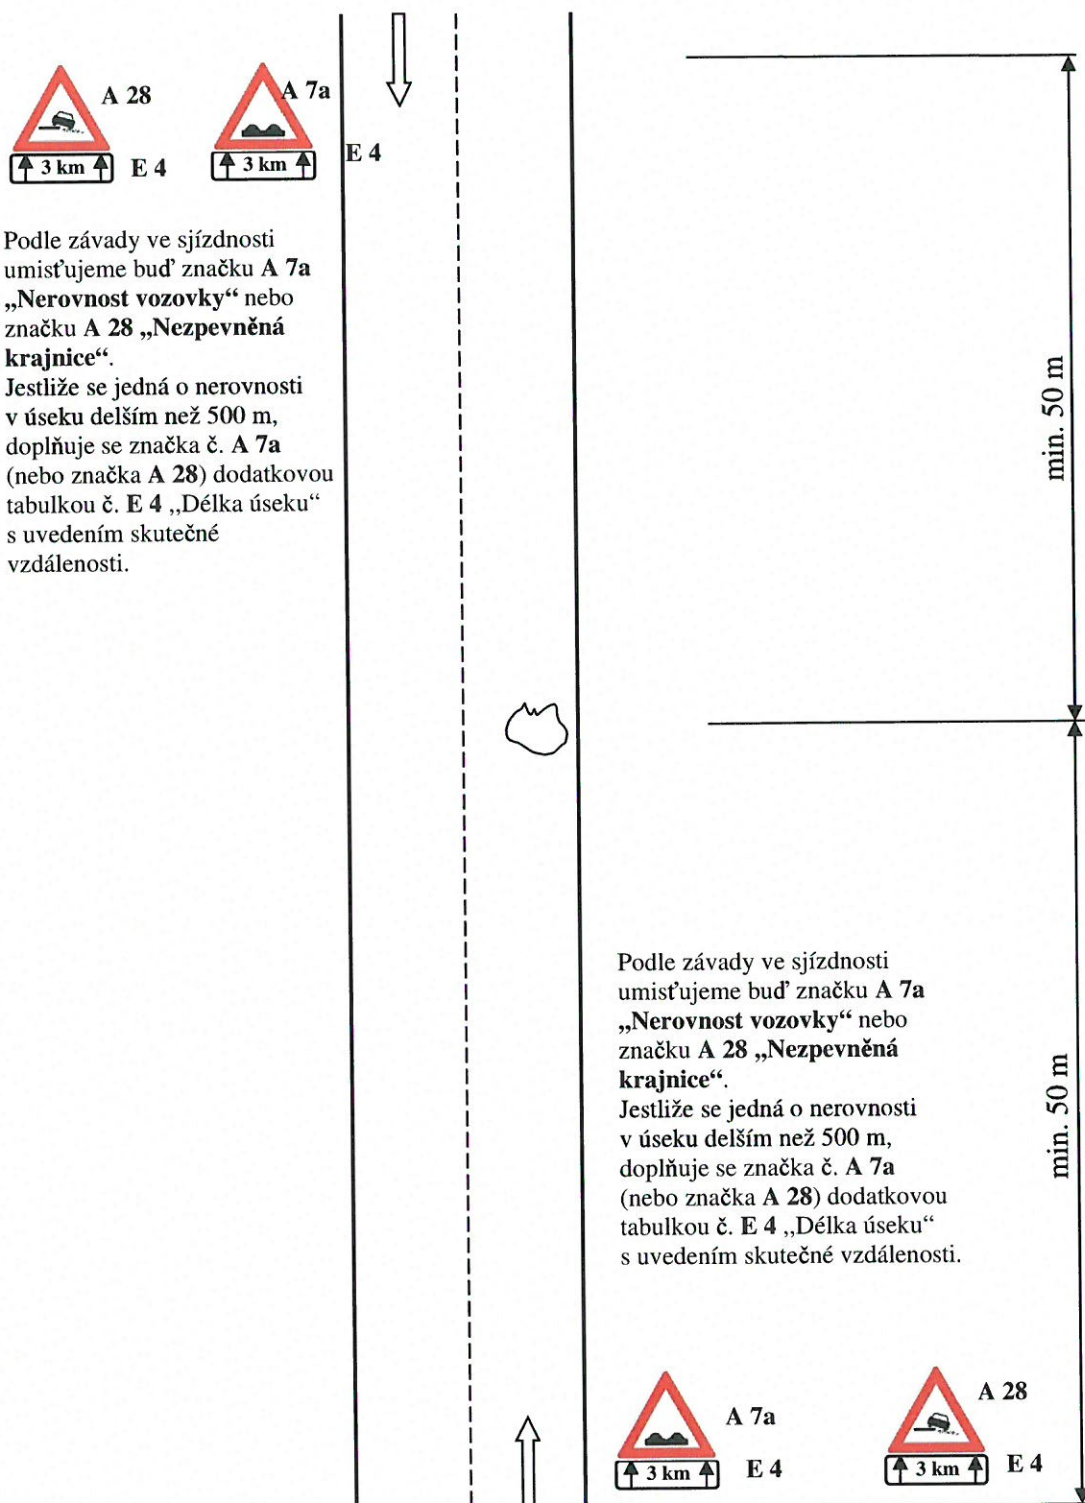 A 28
A 7a
3 km
E 4
3 km
E 4
Podle závady ve sjízdnosti
umisťujeme buď značku A 7a
„Nerovnost vozovky“ nebo
značku A 28 „Nezpevněná
krajnice“.
Jestliže se jedná o nerovnosti
v úseku delším než 500 m,
doplňuje se značka č. A 7a
(nebo značka A 28) dodatkovou
tabulkou č. E 4 „Délka úseku“
s uvedením skutečné
vzdálenosti.
min. 50 m
Podle závady ve sjízdnosti
umisťujeme buď značku A 7a
„Nerovnost vozovky“ nebo
značku A 28 „Nezpevněná
krajnice“.
Jestliže se jedná o nerovnosti
v úseku delším než 500 m,
doplňuje se značka č. A 7a
(nebo značka A 28) dodatkovou
tabulkou č. E 4 „Délka úseku“
s uvedením skutečné vzdálenosti.
min. 50 m
A 7a
A 28
3 km
E 4
3 km
E 4